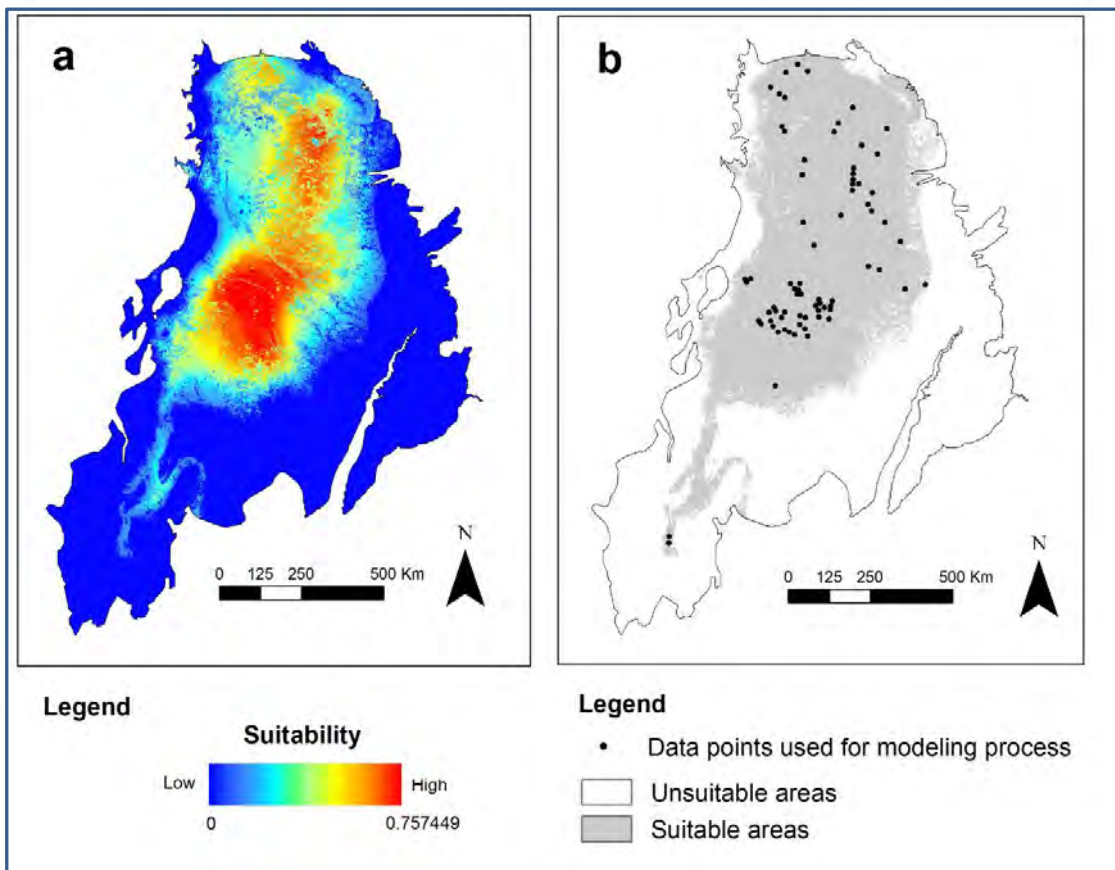 a
N
0 125 250 500 Km
b
N
0 125 250 500 Km
Legend
Suitability
Low High
0 0.757449
Legend
Data points used for modeling process
Unsuitable areas
Suitable areas